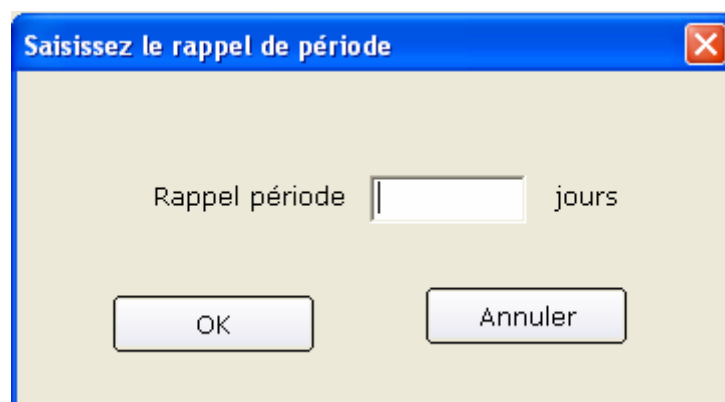 Saisissez le rappel de période
Rappel période jours
OK Annuler